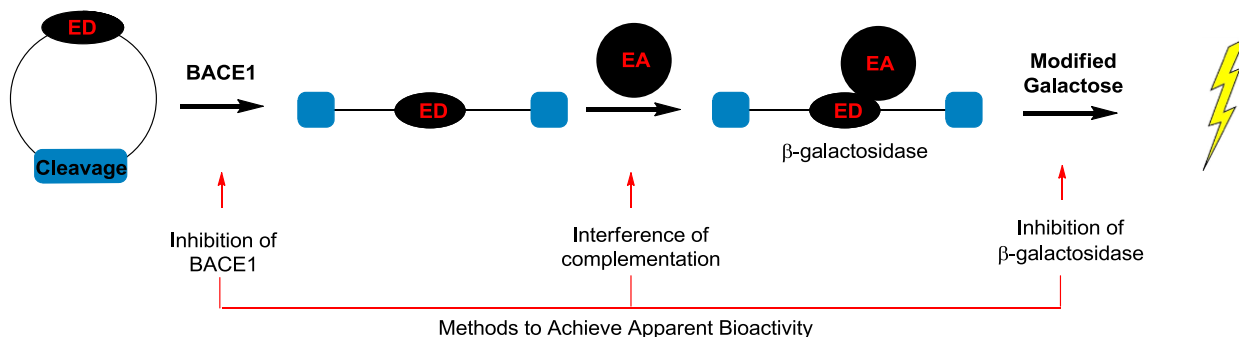 ED
Cleavage
BACE1
ED
EA
EA
ED
β-galactosidase
Modified
Galactose
Inhibition of
BACE1
Interference of
complementation
Inhibition of
β-galactosidase
Methods to Achieve Apparent Bioactivity